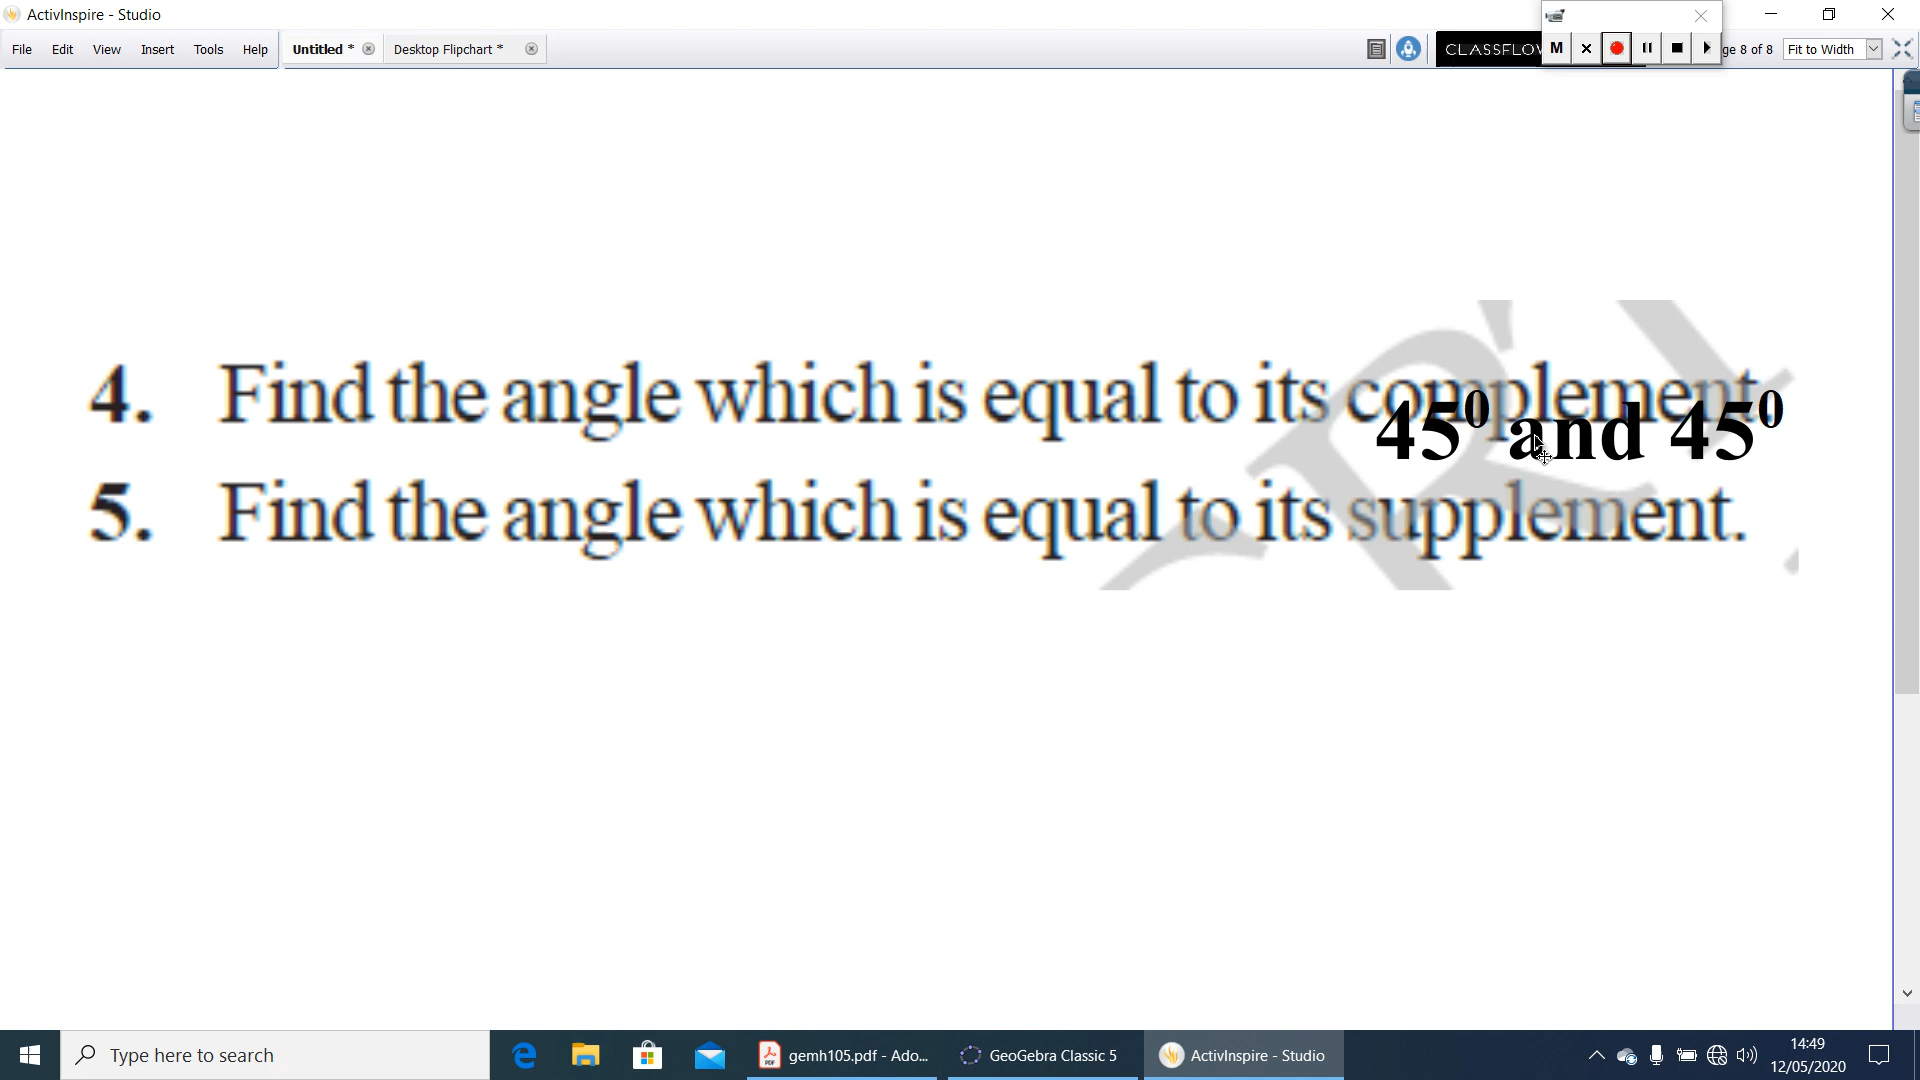 ActivInspire - Studio
File Edit View Insert Tools Help Untitled * Desktop Flipchart * CLASSFLOW M ge 8 of 8 Fit to Width
4. Find the angle which is equal to its complement.
45⁰ and 45⁰
5. Find the angle which is equal to its supplement.
Type here to search gemh105.pdf - Ado... GeoGebra Classic 5 ActivInspire - Studio 14:49
12/05/2020